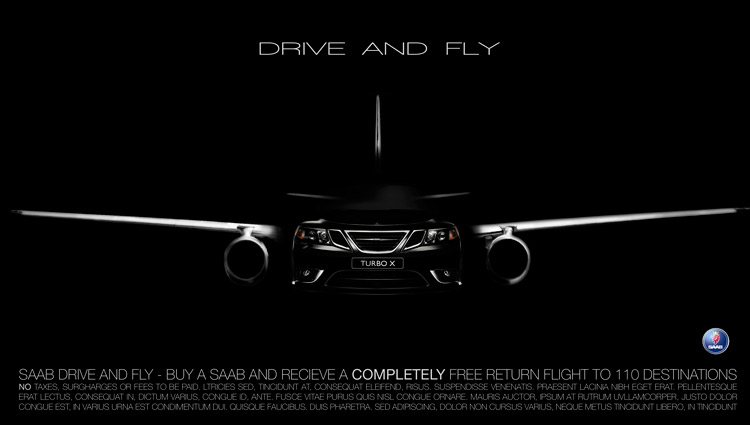 DRIVE AND FLY
TURBO X
SAAB
SAAB DRIVE AND FLY - BUY A SAAB AND RECIEVE A COMPLETELY FREE RETURN FLIGHT TO 110 DESTINATIONS
NO TAXES, SURGHARGES OR FEES TO BE PAID. LTRICIES SED, TINCIDUNT AT, CONSEQUAT ELEIFEND, RISUS. SUSPENDISSE VENENATIS. PRAESENT LACINIA NIBH EGET ERAT. PELLENTESQUE
ERAT LECTUS, CONSEQUAT IN, DICTUM VARIUS, CONGUE ID, ANTE. FUSCE VITAE PURUS QUIS NISL CONGUE ORNARE. MAURIS AUCTOR, IPSUM AT RUTRUM UVLLAMCORPER, JUSTO DOLOR
CONGUE EST, IN VARIUS URNA EST CONDIMENTUM DUI. QUISQUE FAUCIBUS, DUIS PHARETRA. SED ADIPISCING, DOLOR NON CURSUS VARIUS, NEQUE METUS TINCIDUNT LIBERO, IN TINCIDUNT